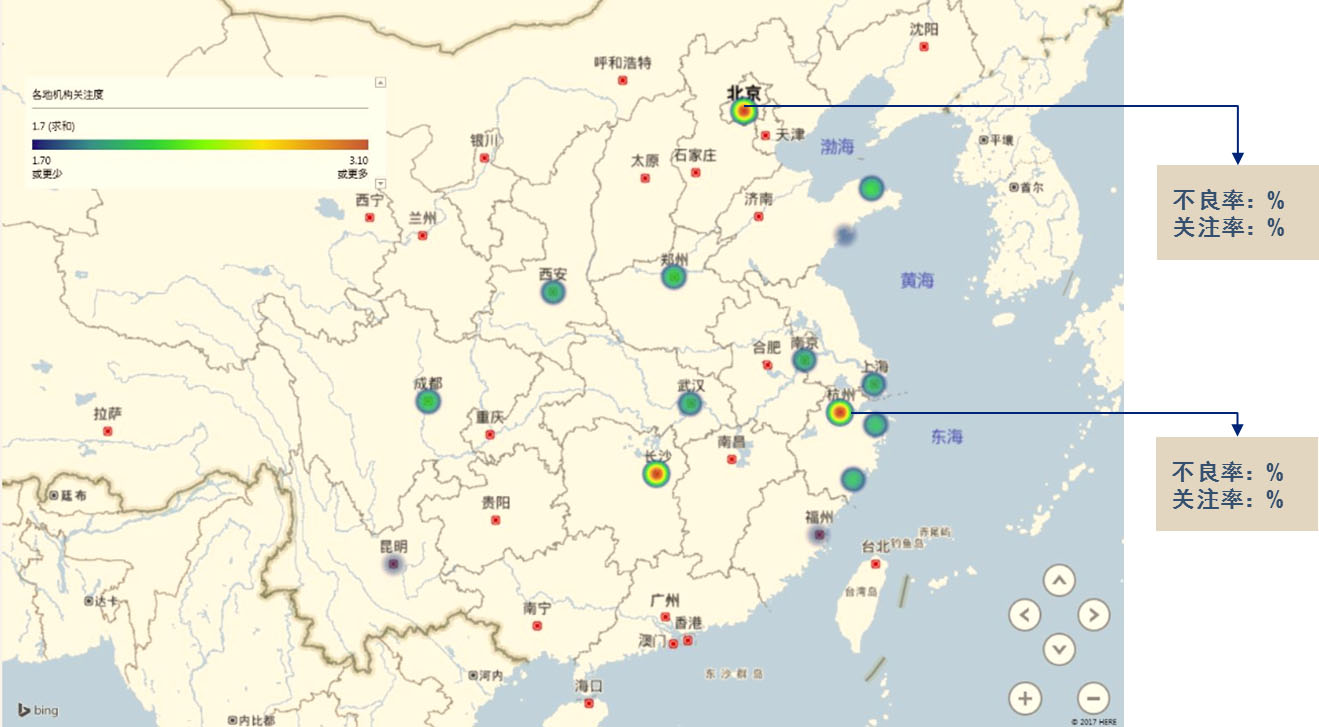 沈阳
呼和浩特
各地机构关注度
北京
1.7 (求和)
天津
银川
渤海
平壤
1.70
3.10
太原
石家庄
或更少
或更多
首尔
西宁
济南
不良率: %
兰州
关注率: %
郑州
西安
黄海
合肥
南京
上海
成都
武汉
杭州
拉萨
重庆
东海
南昌
长沙
不良率: %
廷布
贵阳
关注率: %
福州
赤尾屿
昆明
台北
钓鱼岛
台湾岛
达卡
广州
南宁
香港
澳门
东沙群岛
河内
海口
bing
内比都
© 2017 HERE